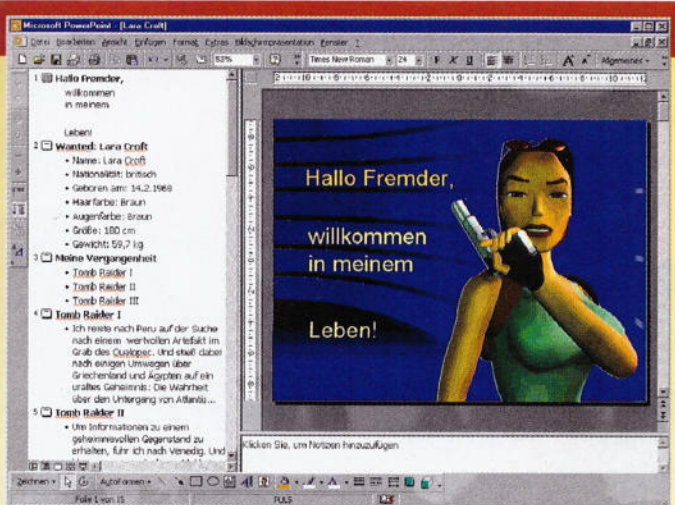 Microsoft PowerPoint - [Lara Croft]
Datei Bearbeiten Ansicht Einfügen Format Extras Bildschirmpräsentation Fenster ?
53% Times New Roman 24 F K U Allgemeines
1 Hallo Fremder,
willkommen
in meinem
Leben!
2 Wanted: Lara Croft
• Name: Lara Croft
• Nationalität: britisch
• Geboren am: 14.2.1968
• Haarfarbe: Braun
• Augenfarbe: Braun
• Größe: 180 cm
• Gewicht: 59,7 kg
3 Meine Vergangenheit
• Tomb Raider I
• Tomb Raider II
• Tomb Raider III
4 Tomb Raider I
• Ich reiste nach Peru auf der Suche
nach einem wertvollen Artefakt im
Grab des Qualopec. Und stieß dabei
nach einigen Umwegen über
Griechenland und Ägypten auf ein
uraltes Geheimnis: Die Wahrheit
über den Untergang von Atlantis...
5 Tomb Raider II
• Um Informationen zu einem
geheimnisvollen Gegenstand zu
erhalten, fuhr ich nach Venedig. Und
Hallo Fremder,
willkommen
in meinem
Leben!
Klicken Sie, um Notizen hinzuzufügen
Zeichnen AutoFormen
Folie 1 von 15 PULS